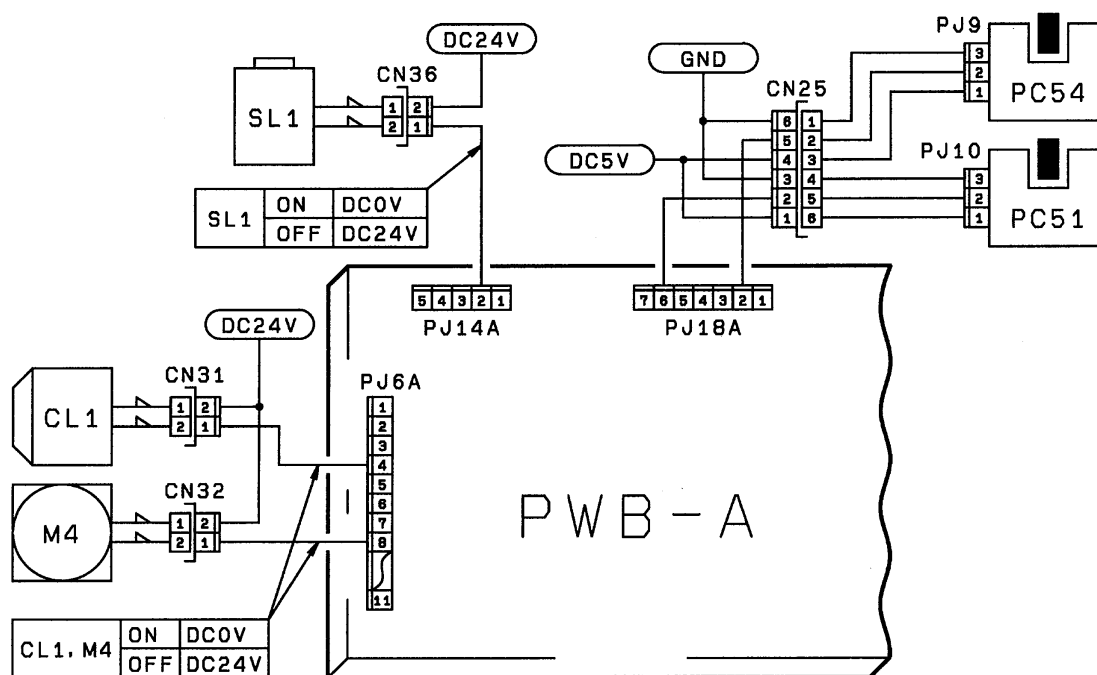 DC24V
CN36
SL1
1 2
2 1
SL1 ON DC0V
OFF DC24V
5 4 3 2 1
PJ14A
GND
DC5V
CN25
6 1
5 2
4 3
3 4
2 5
1 6
PJ9
3
2
1
PC54
PJ10
3
2
1
PC51
7 6 5 4 3 2 1
PJ18A
DC24V
CN31
CL1
1 2
2 1
CN32
M4
1 2
2 1
PJ6A
1
2
3
4
5
6
7
8
11
PWB-A
CL1, M4 ON DC0V
OFF DC24V